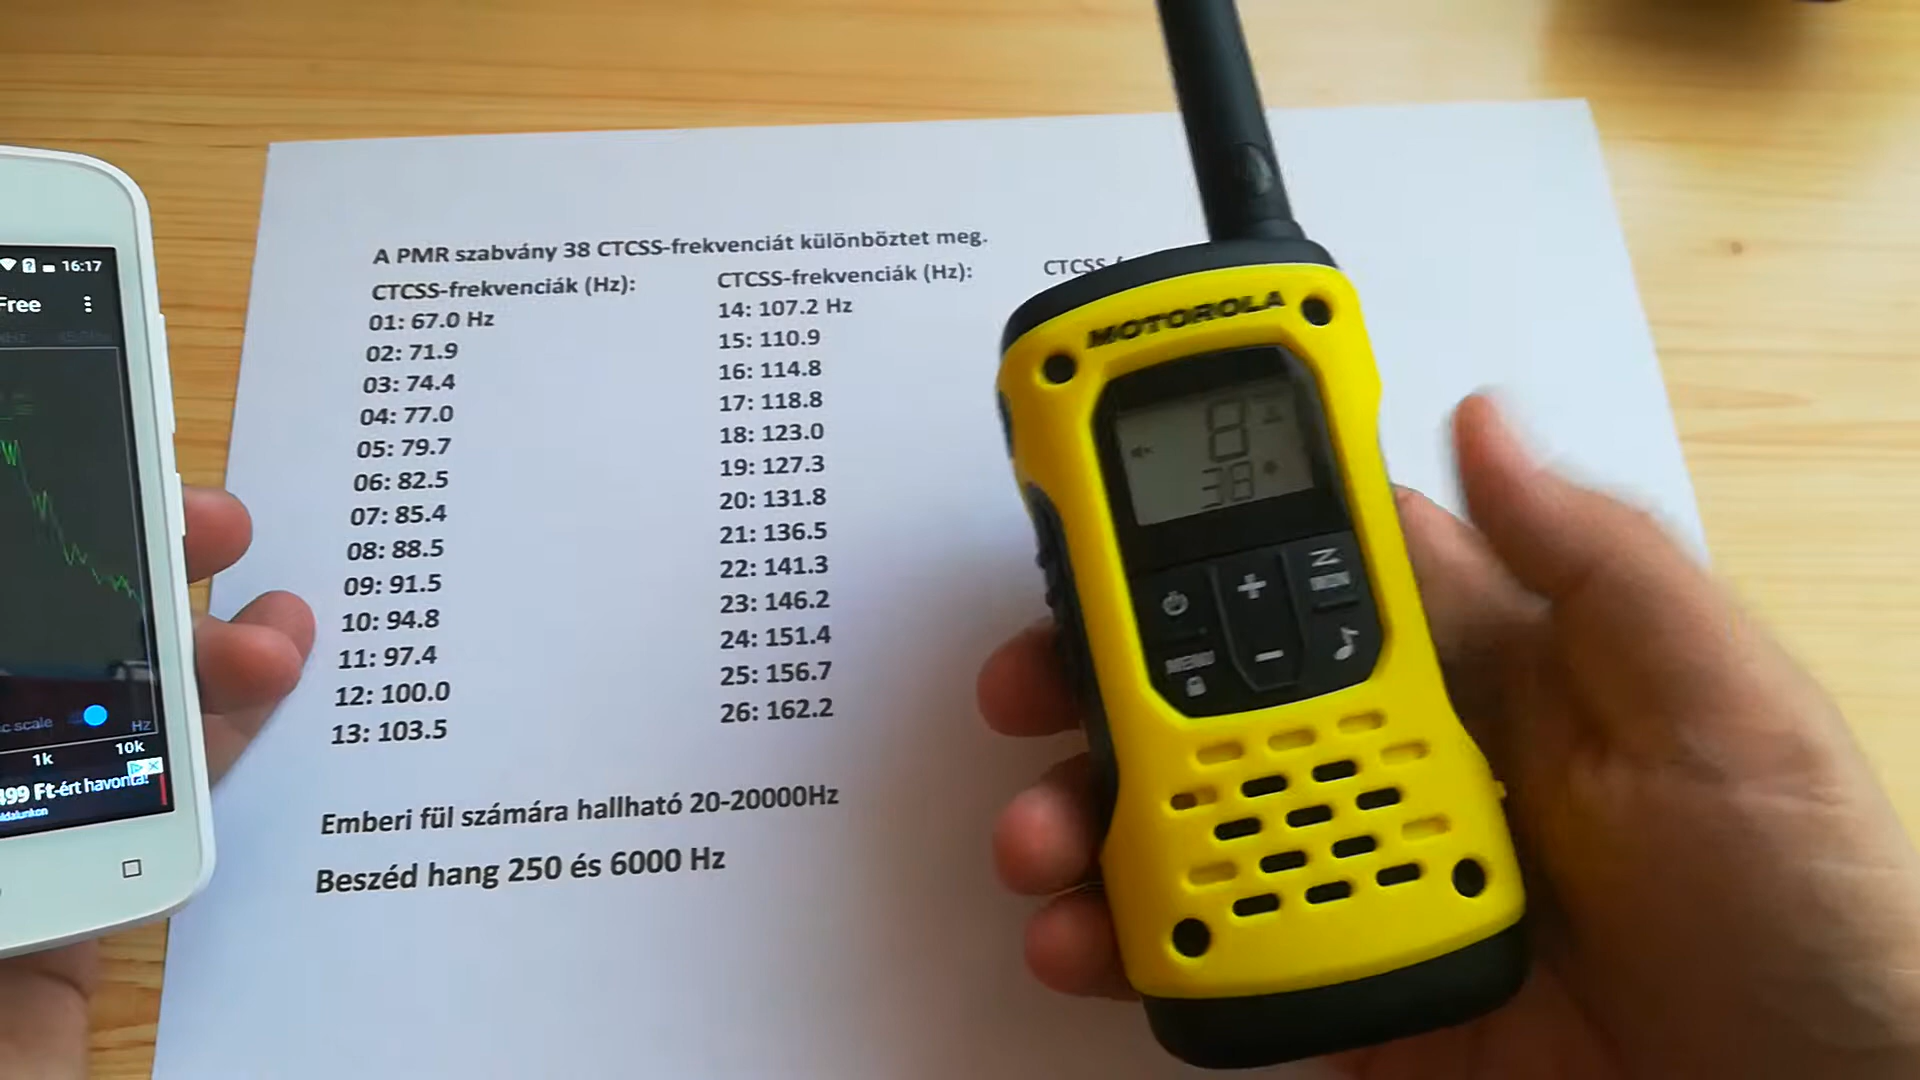 A PMR szabvány 38 CTCSS-frekvenciát különböztet meg.
CTCSS-frekvenciák (Hz):
01: 67.0 Hz
02: 71.9
03: 74.4
04: 77.0
05: 79.7
06: 82.5
07: 85.4
08: 88.5
09: 91.5
10: 94.8
11: 97.4
12: 100.0
13: 103.5
CTCSS-frekvenciák (Hz):
14: 107.2 Hz
15: 110.9
16: 114.8
17: 118.8
18: 123.0
19: 127.3
20: 131.8
21: 136.5
22: 141.3
23: 146.2
24: 151.4
25: 156.7
26: 162.2
CTCSS
Emberi fül számára hallható 20-20000Hz
Beszéd hang 250 és 6000 Hz
16:17
Free
scale
Hz
1k 10k
499 Ft-ért havonta!
MOTOROLA
8
38
MENU
MON